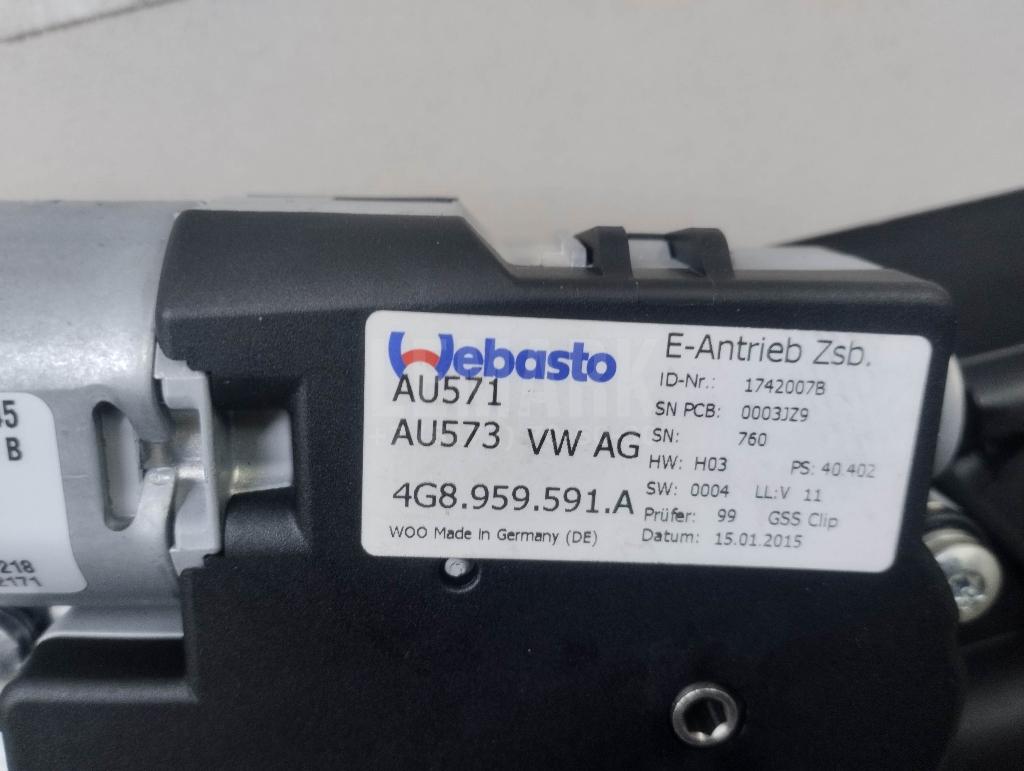 Webasto
AU571
AU573 VW AG
4G8.959.591.A
WOO Made in Germany (DE)
E-Antrieb Zsb.
ID-Nr.: 1742007B
SN PCB: 0003JZ9
SN: 760
HW: H03 PS: 40.402
SW: 0004 LL:V 11
Prüfer: 99 GSS Clip
Datum: 15.01.2015
B
218
2171